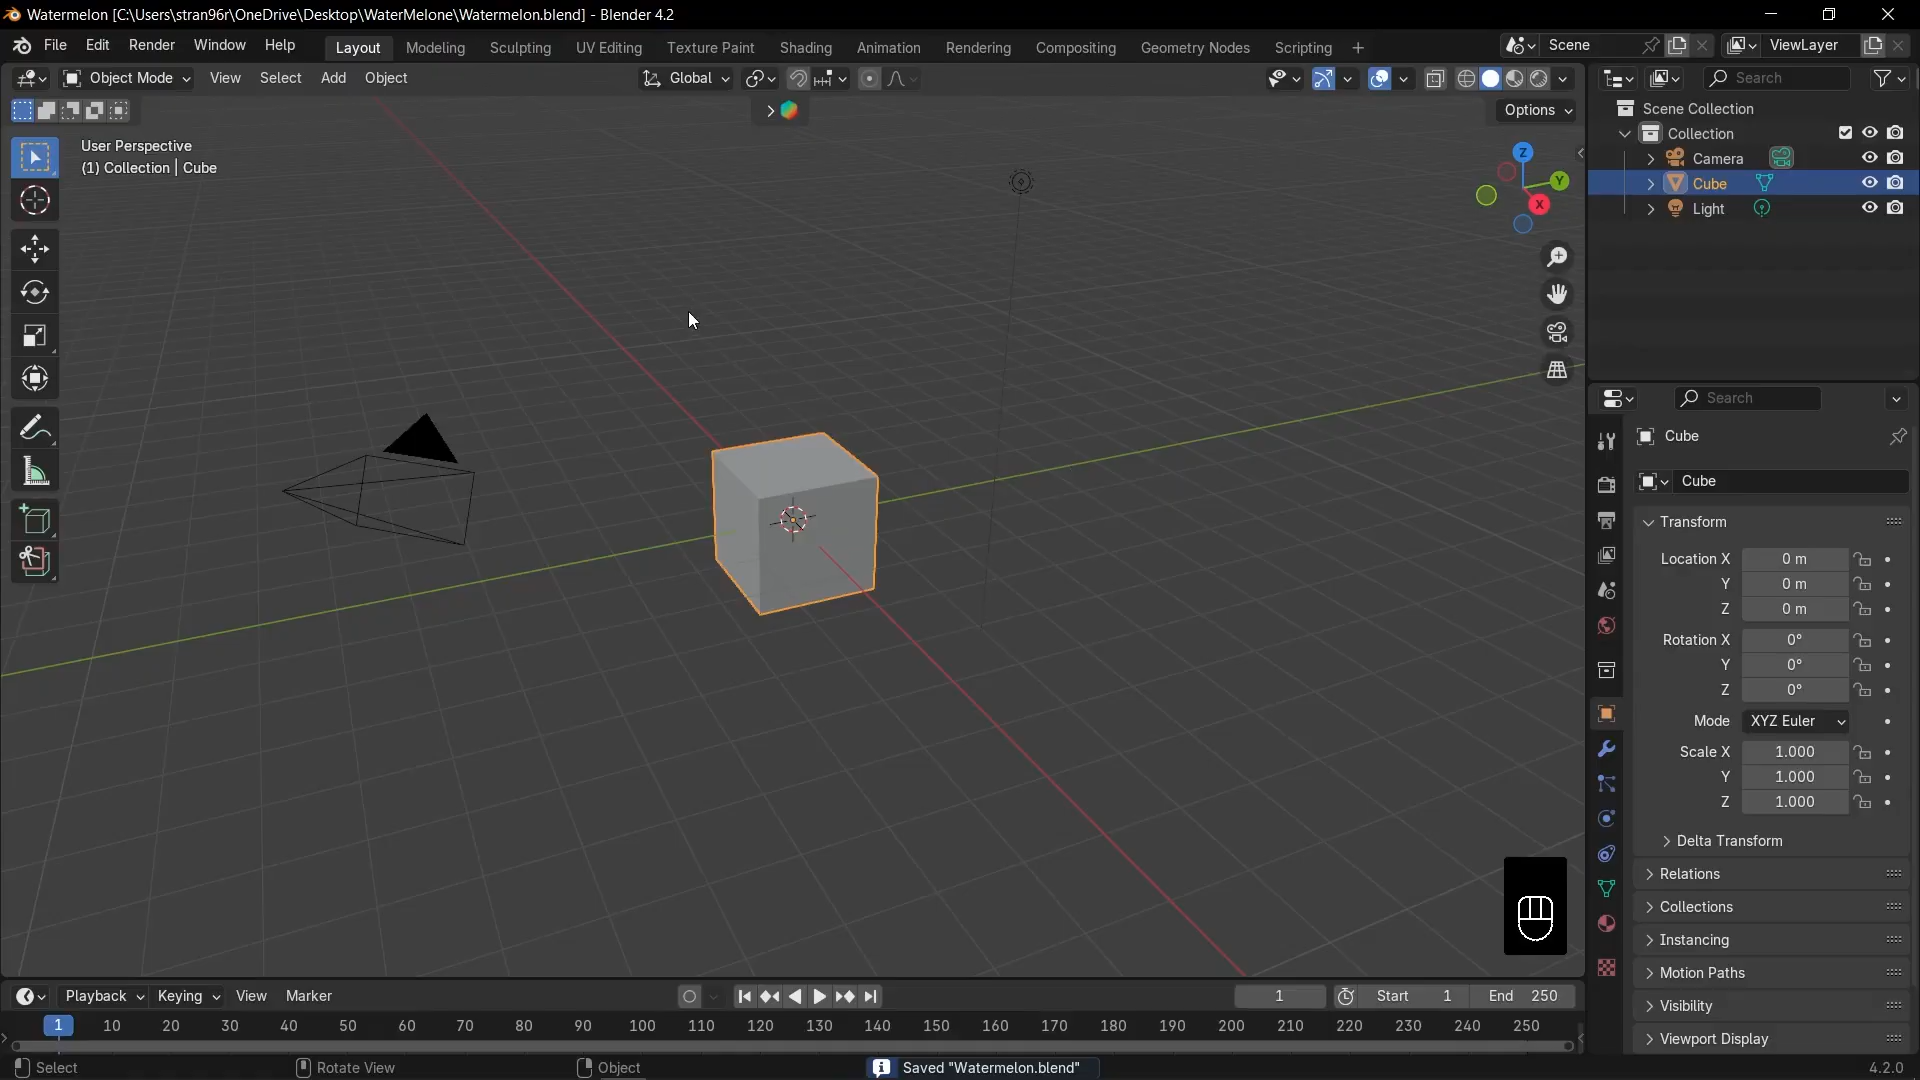 Watermelon [C:\Users\stran96r\OneDrive\Desktop\WaterMelone\Watermelon.blend] - Blender 4.2
File Edit Render Window Help
Layout Modeling Sculpting UV Editing Texture Paint Shading Animation Rendering Compositing Geometry Nodes Scripting +
Scene ViewLayer
Object Mode View Select Add Object Global
Search
Options
User Perspective
(1) Collection | Cube
Z
Y
X
Scene Collection
Collection
Camera
Cube
Light
Search
Cube
Cube
Transform
Location X 0 m
Y 0 m
Z 0 m
Rotation X 0°
Y 0°
Z 0°
Mode XYZ Euler
Scale X 1.000
Y 1.000
Z 1.000
Delta Transform
Relations
Collections
Instancing
Motion Paths
Visibility
Viewport Display
Playback Keying View Marker 1 Start 1 End 250
1 10 20 30 40 50 60 70 80 90 100 110 120 130 140 150 160 170 180 190 200 210 220 230 240 250
Select Rotate View Object Saved "Watermelon.blend" 4.2.0